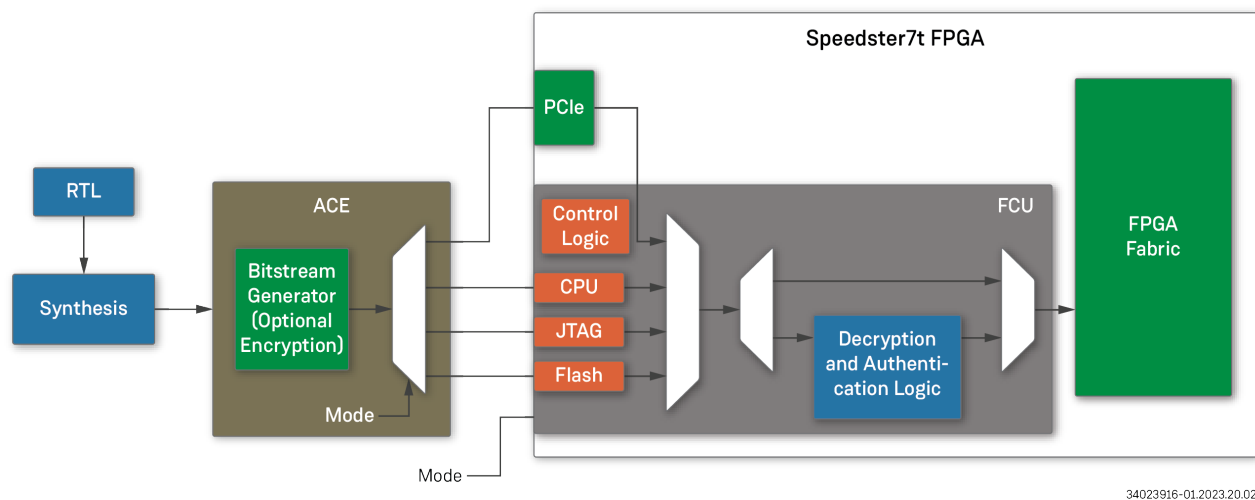 Speedster7t FPGA
PCIe
RTL
ACE
FCU
Control
Logic
FPGA
Fabric
Bitstream
Generator
(Optional
Encryption)
Synthesis
CPU
JTAG
Decryption
and Authenti-
cation Logic
Flash
Mode
Mode
34023916-01.2023.20.02